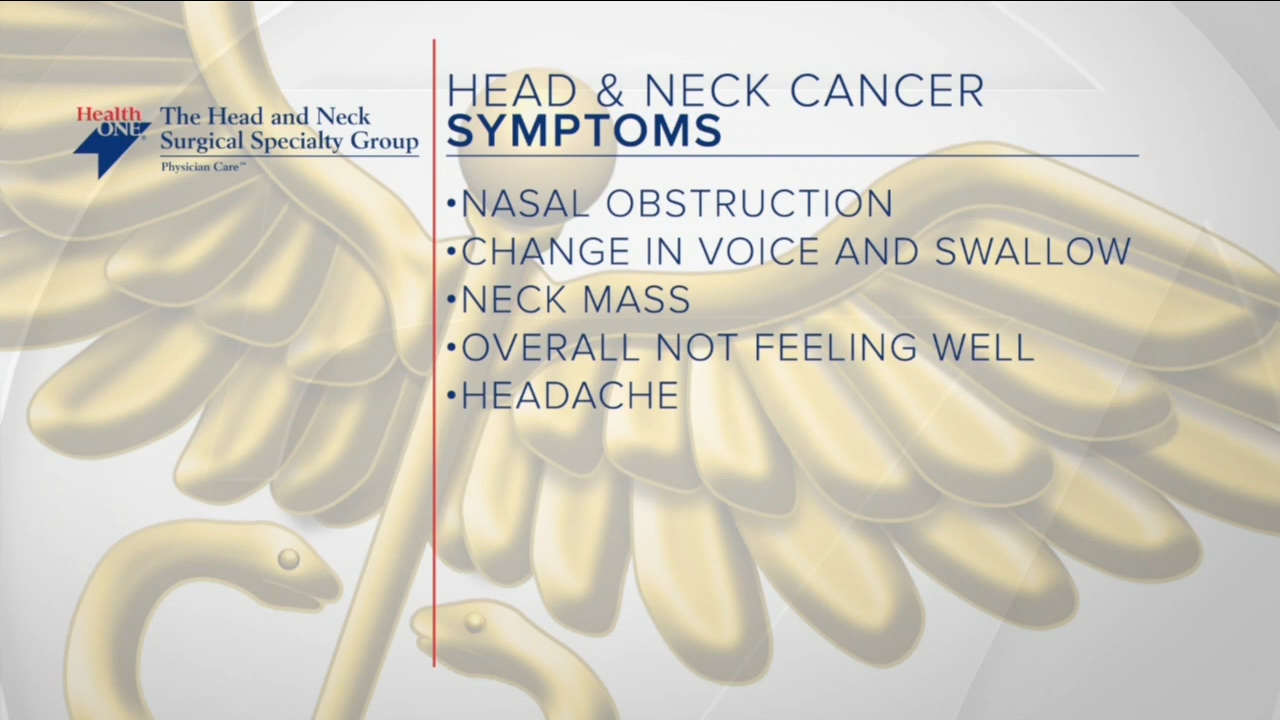 Health
ONE®
The Head and Neck
Surgical Specialty Group
Physician Care™
HEAD & NECK CANCER
SYMPTOMS
•NASAL OBSTRUCTION
•CHANGE IN VOICE AND SWALLOW
•NECK MASS
•OVERALL NOT FEELING WELL
•HEADACHE